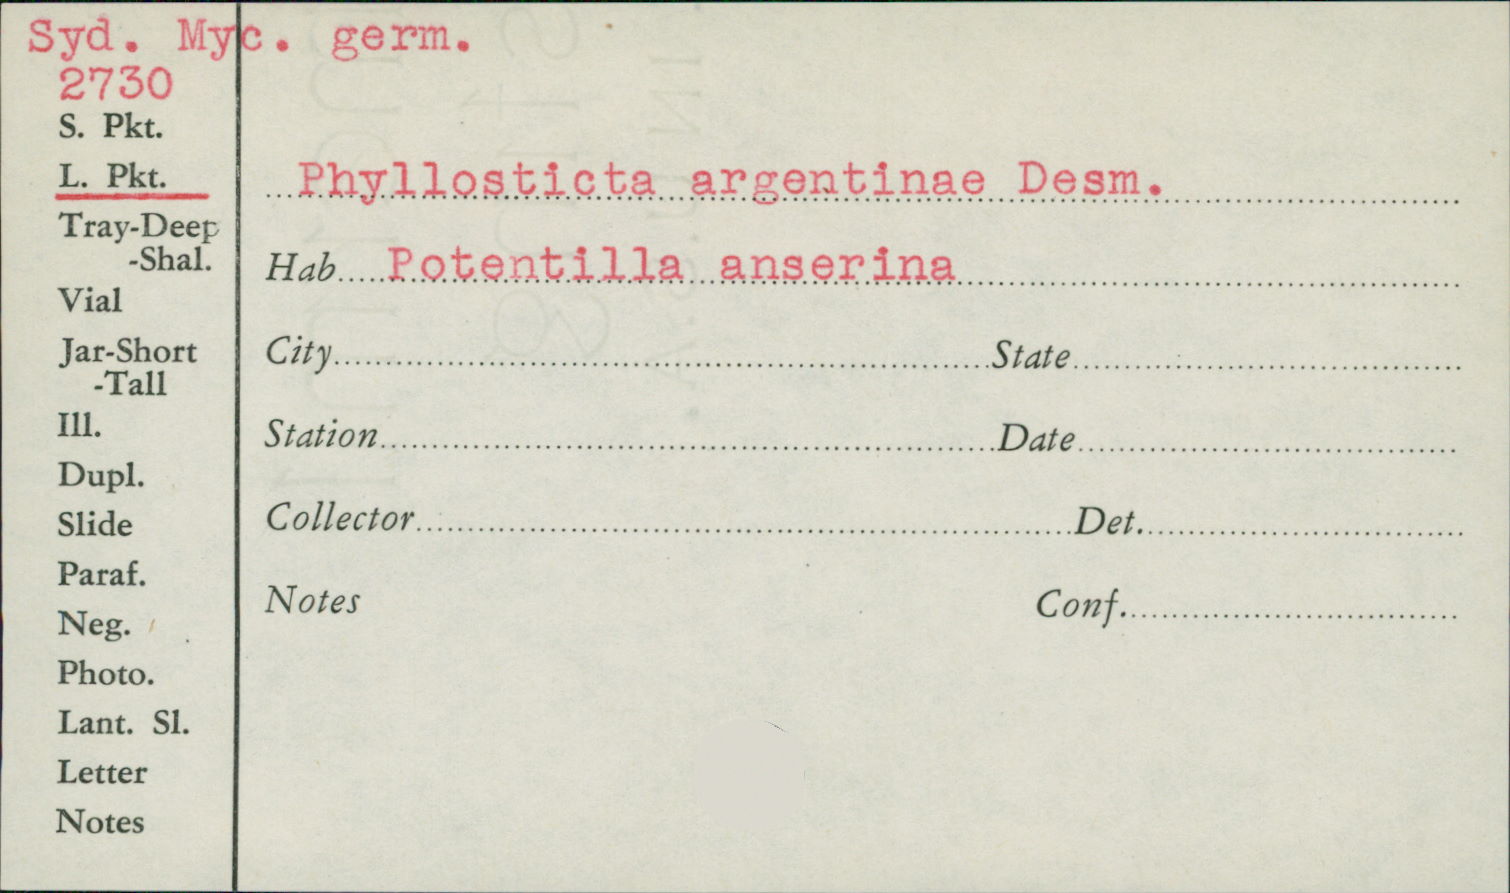 Syd. Myc. germ.
2730
S. Pkt.
L. Pkt.
Tray-Deep
-Shal.
Vial
Jar-Short
-Tall
Ill.
Dupl.
Slide
Paraf.
Neg.
Photo.
Lant. Sl.
Letter
Notes
Phyllosticta argentinae Desm.
Hab. Potentilla anserina
City State
Station Date
Collector Det.
Notes Conf.